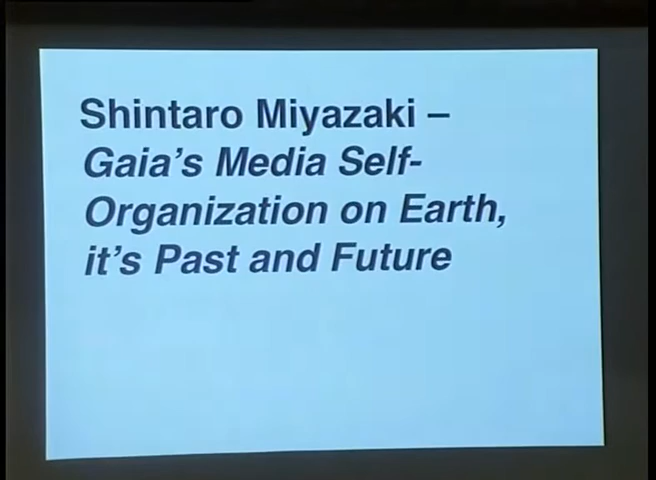 Shintaro Miyazaki –
Gaia’s Media Self-
Organization on Earth,
it’s Past and Future